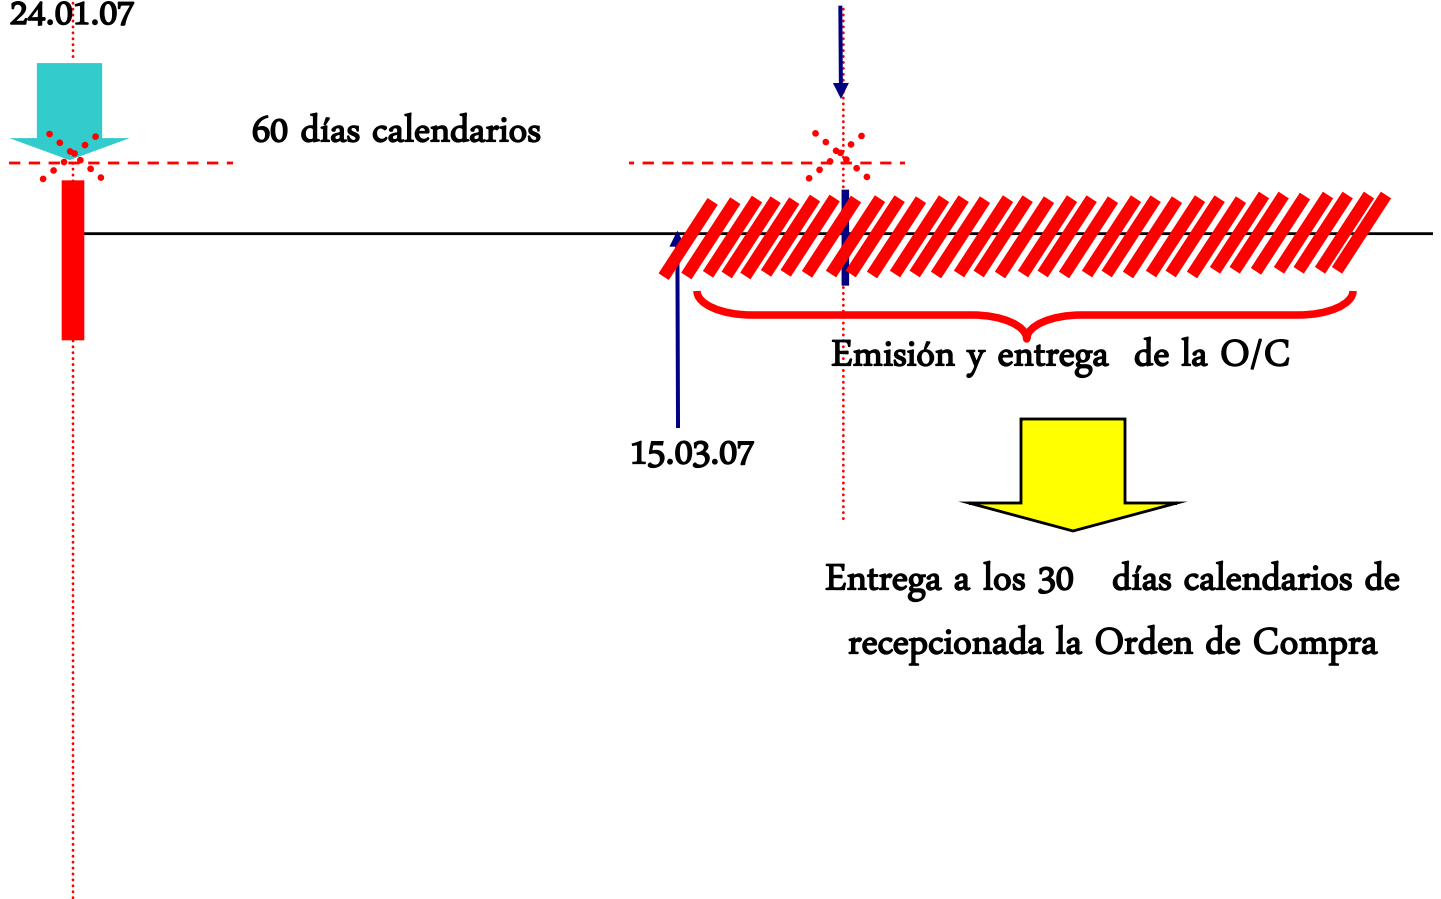 24.01.07
60 días calendarios
Emisión y entrega de la O/C
15.03.07
Entrega a los 30 días calendarios de
recepcionada la Orden de Compra